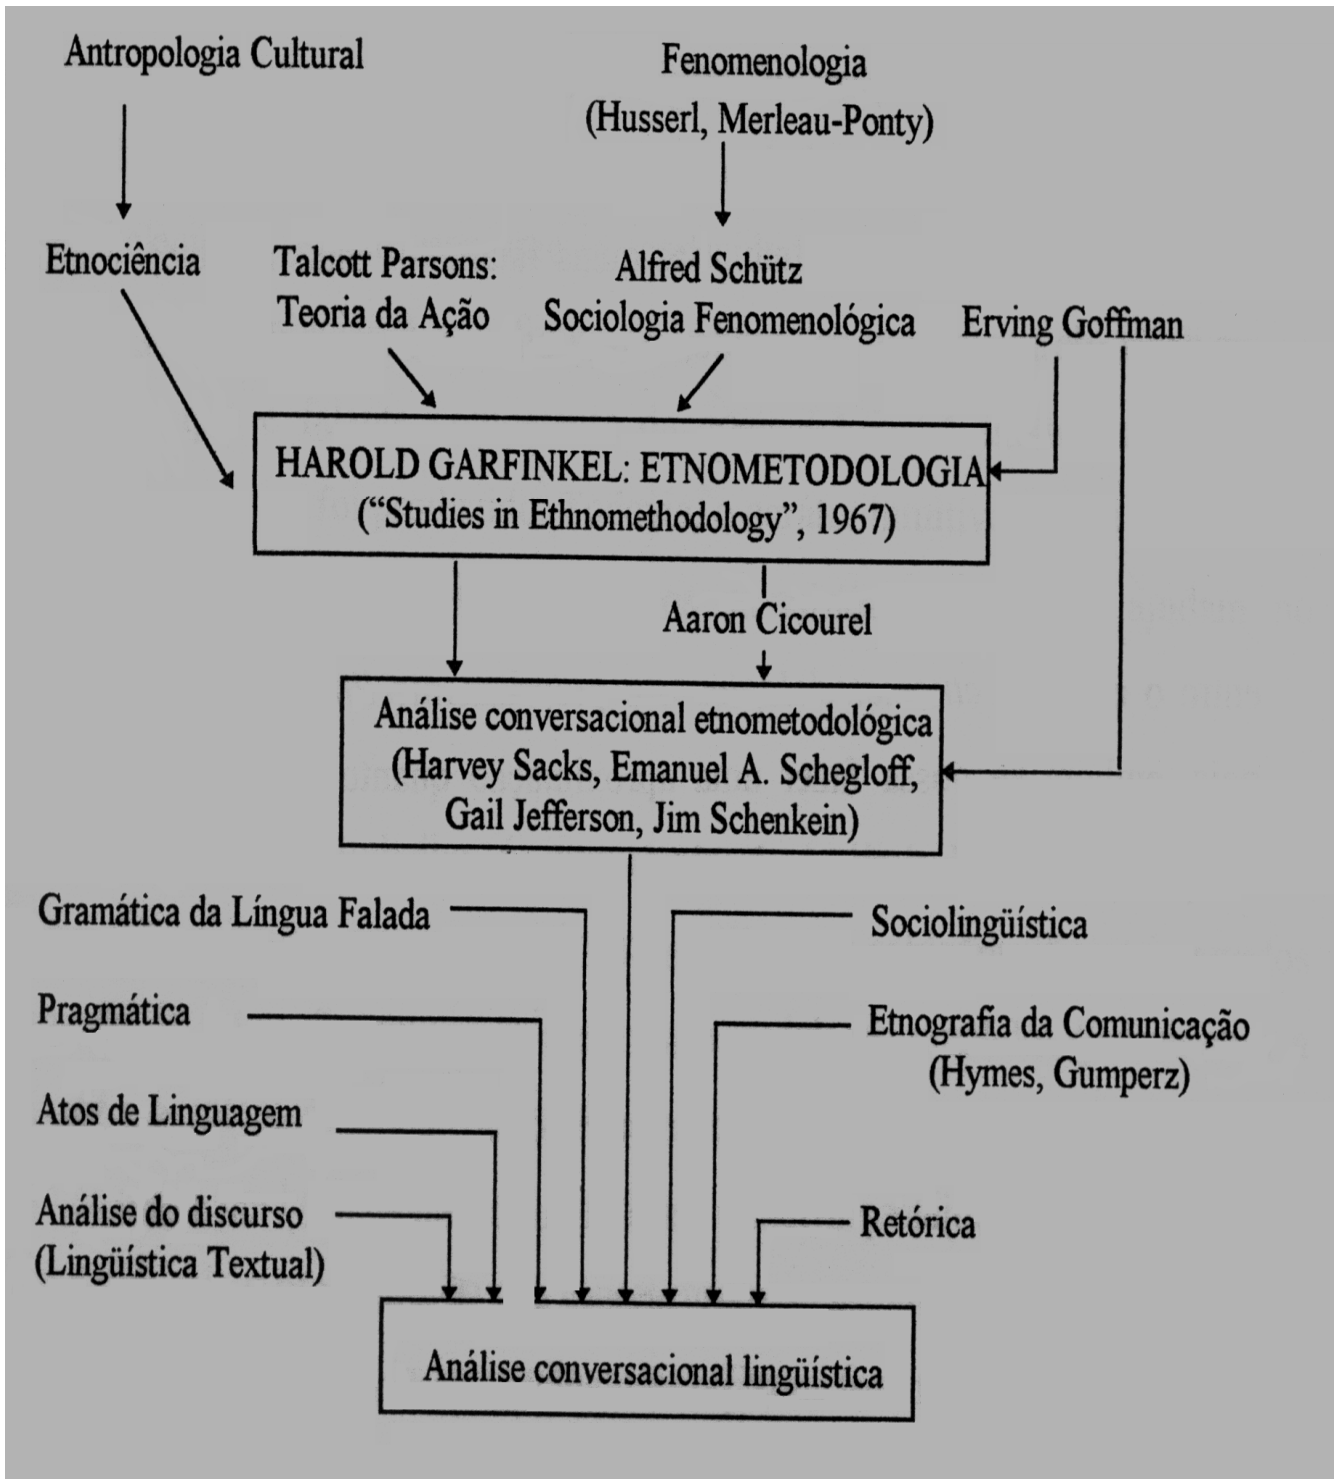 Antropologia Cultural
Fenomenologia
(Husserl, Merleau-Ponty)
Etnociência
Talcott Parsons:
Teoria da Ação
Alfred Schütz
Sociologia Fenomenológica
Erving Goffman
HAROLD GARFINKEL: ETNOMETODOLOGIA
(“Studies in Ethnomethodology”, 1967)
Aaron Cicourel
Análise conversacional etnometodológica
(Harvey Sacks, Emanuel A. Schegloff,
Gail Jefferson, Jim Schenkein)
Gramática da Língua Falada
Sociolingüística
Pragmática
Etnografia da Comunicação
(Hymes, Gumperz)
Atos de Linguagem
Análise do discurso
(Lingüística Textual)
Retórica
Análise conversacional lingüística